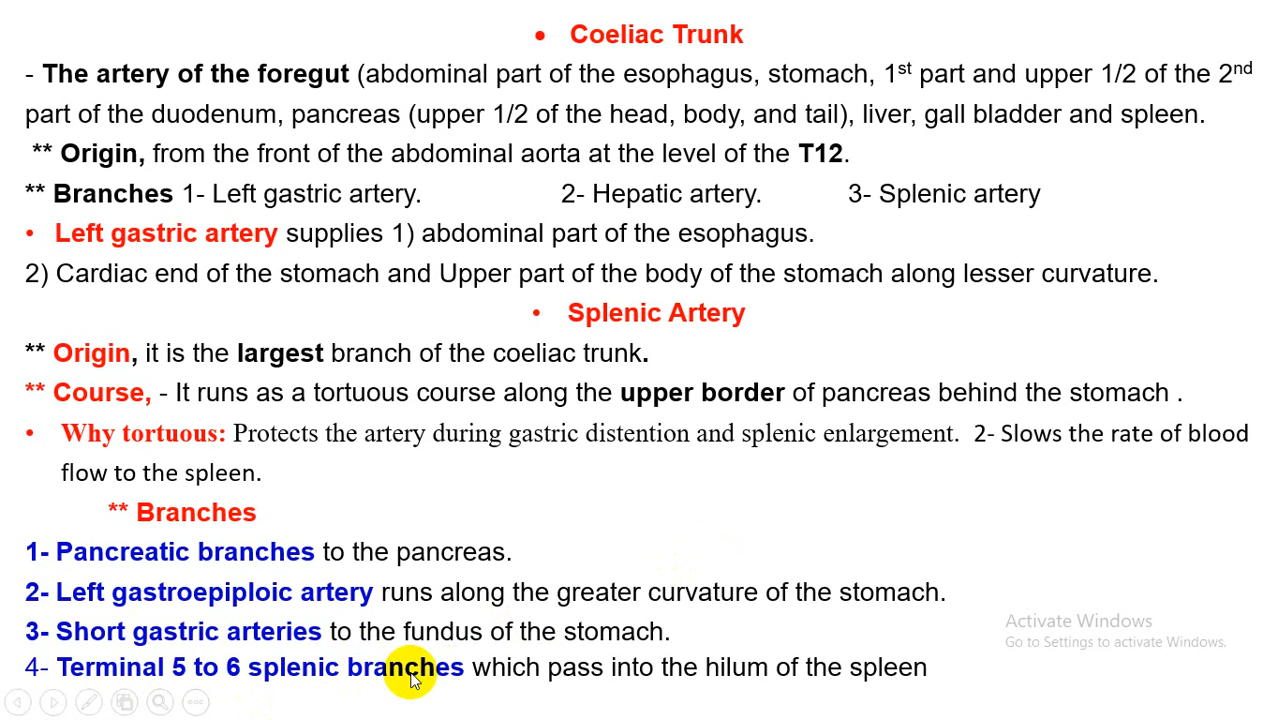 • Coeliac Trunk
- The artery of the foregut (abdominal part of the esophagus, stomach, 1st part and upper 1/2 of the 2nd
part of the duodenum, pancreas (upper 1/2 of the head, body, and tail), liver, gall bladder and spleen.
** Origin, from the front of the abdominal aorta at the level of the T12.
** Branches 1- Left gastric artery. 2- Hepatic artery. 3- Splenic artery
• Left gastric artery supplies 1) abdominal part of the esophagus.
2) Cardiac end of the stomach and Upper part of the body of the stomach along lesser curvature.
• Splenic Artery
** Origin, it is the largest branch of the coeliac trunk.
** Course, - It runs as a tortuous course along the upper border of pancreas behind the stomach .
• Why tortuous: Protects the artery during gastric distention and splenic enlargement. 2- Slows the rate of blood
flow to the spleen.
** Branches
1- Pancreatic branches to the pancreas.
2- Left gastroepiploic artery runs along the greater curvature of the stomach.
3- Short gastric arteries to the fundus of the stomach.
4- Terminal 5 to 6 splenic branches which pass into the hilum of the spleen
Activate Windows
Go to Settings to activate Windows.